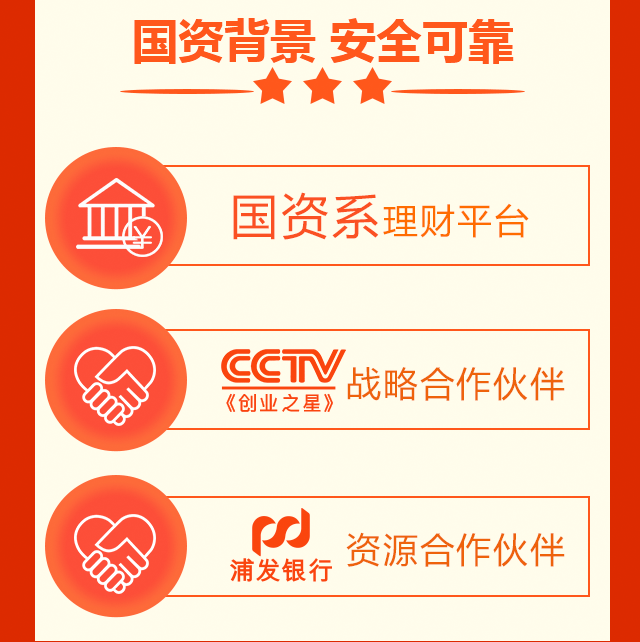 国资背景 安全可靠
国资系理财平台
CCTV
《创业之星》
战略合作伙伴
浦发银行
资源合作伙伴